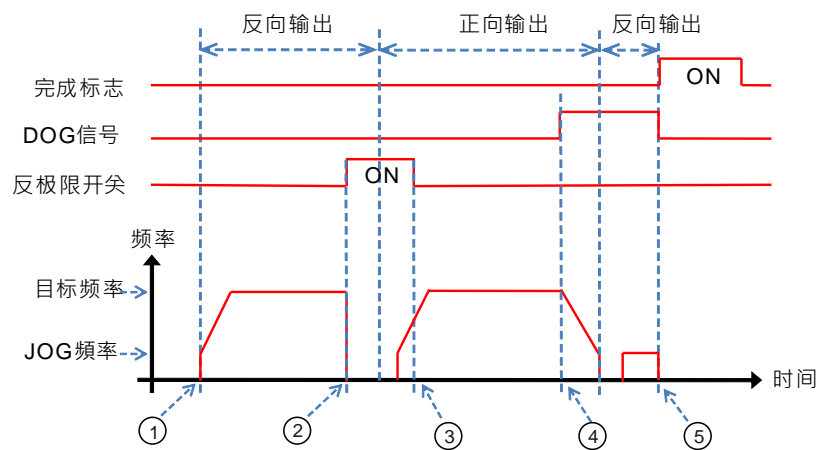 反向输出 正向输出 反向输出
完成标志 ON
DOG信号
反极限开关 ON
频率
目标频率
JOG頻率
时间
① ② ③ ④ ⑤